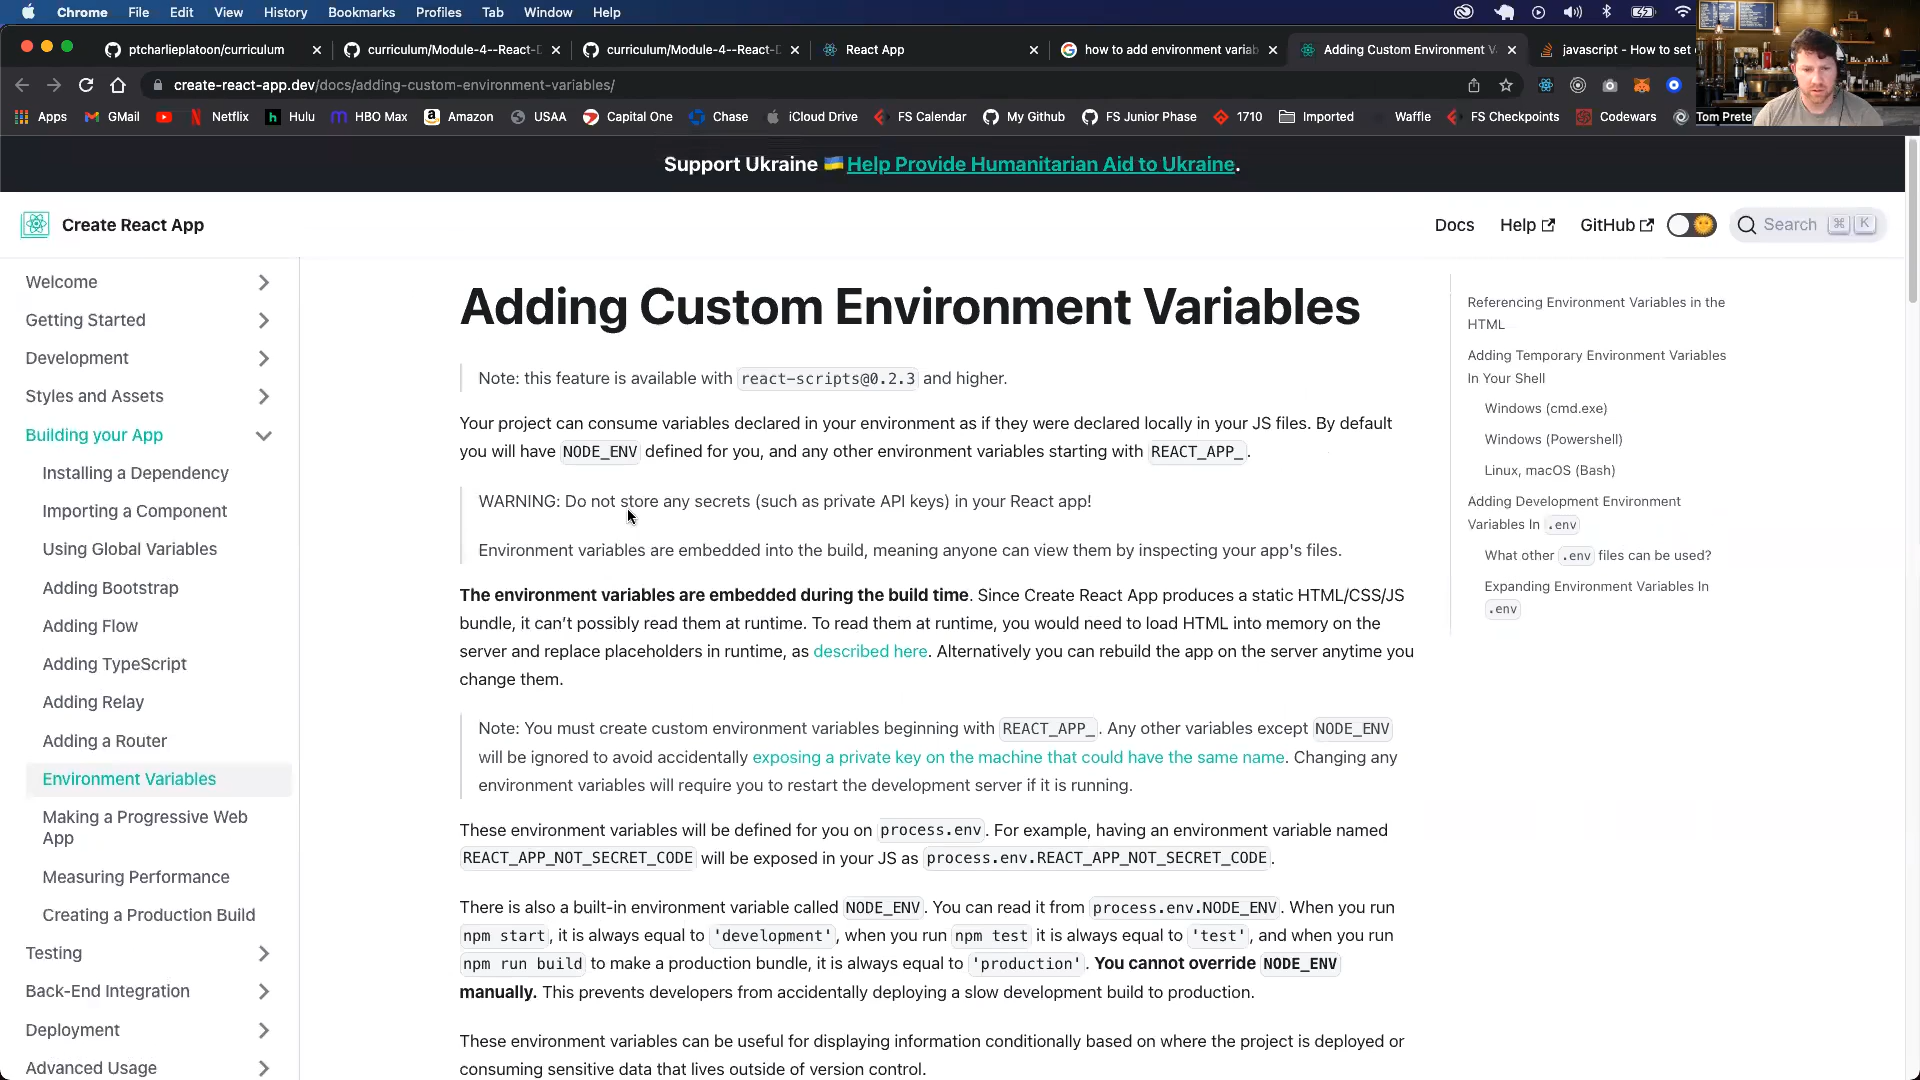 Chrome File Edit View History Bookmarks Profiles Tab Window Help
ptcharlieplatoon/curriculum
curriculum/Module-4--React-D
curriculum/Module-4--React-D
React App
how to add environment variab
Adding Custom Environment V
javascript - How to set
create-react-app.dev/docs/adding-custom-environment-variables/
Apps GMail Netflix Hulu HBO Max Amazon USAA Capital One Chase iCloud Drive FS Calendar My Github FS Junior Phase 1710 Imported Waffle FS Checkpoints Codewars
Tom Prete
Support Ukraine 🇺🇦 Help Provide Humanitarian Aid to Ukraine.
Create React App
Docs Help GitHub Search ⌘ K
Welcome
Getting Started
Development
Styles and Assets
Building your App
Installing a Dependency
Importing a Component
Using Global Variables
Adding Bootstrap
Adding Flow
Adding TypeScript
Adding Relay
Adding a Router
Environment Variables
Making a Progressive Web
App
Measuring Performance
Creating a Production Build
Testing
Back-End Integration
Deployment
Advanced Usage
Adding Custom Environment Variables
Note: this feature is available with react-scripts@0.2.3 and higher.
Your project can consume variables declared in your environment as if they were declared locally in your JS files. By default
you will have NODE_ENV defined for you, and any other environment variables starting with REACT_APP_.
WARNING: Do not store any secrets (such as private API keys) in your React app!
Environment variables are embedded into the build, meaning anyone can view them by inspecting your app's files.
The environment variables are embedded during the build time. Since Create React App produces a static HTML/CSS/JS
bundle, it can’t possibly read them at runtime. To read them at runtime, you would need to load HTML into memory on the
server and replace placeholders in runtime, as described here. Alternatively you can rebuild the app on the server anytime you
change them.
Note: You must create custom environment variables beginning with REACT_APP_. Any other variables except NODE_ENV
will be ignored to avoid accidentally exposing a private key on the machine that could have the same name. Changing any
environment variables will require you to restart the development server if it is running.
These environment variables will be defined for you on process.env. For example, having an environment variable named
REACT_APP_NOT_SECRET_CODE will be exposed in your JS as process.env.REACT_APP_NOT_SECRET_CODE.
There is also a built-in environment variable called NODE_ENV. You can read it from process.env.NODE_ENV. When you run
npm start, it is always equal to 'development', when you run npm test it is always equal to 'test', and when you run
npm run build to make a production bundle, it is always equal to 'production'. You cannot override NODE_ENV
manually. This prevents developers from accidentally deploying a slow development build to production.
These environment variables can be useful for displaying information conditionally based on where the project is deployed or
consuming sensitive data that lives outside of version control.
Referencing Environment Variables in the
HTML
Adding Temporary Environment Variables
In Your Shell
Windows (cmd.exe)
Windows (Powershell)
Linux, macOS (Bash)
Adding Development Environment
Variables In .env
What other .env files can be used?
Expanding Environment Variables In
.env